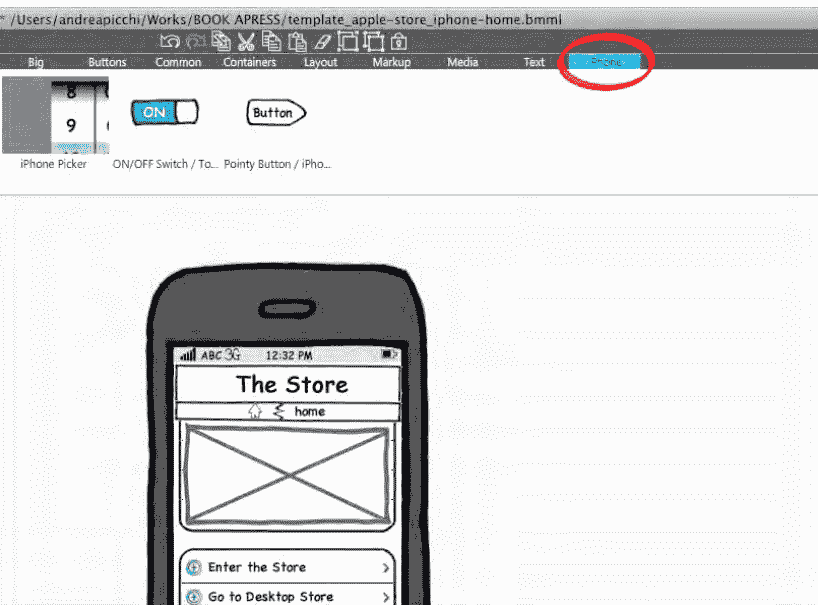 * /Users/andreapicchi/Works/BOOK APRESS/template_apple-store_iphone-home.bmml
Big Buttons Common Containers Layout Markup Media Text iPhone
8
9
ON
Button
iPhone Picker ON/OFF Switch / To... Pointy Button / iPho...
ABC 3G 12:32 PM
The Store
home
Enter the Store
Go to Desktop Store